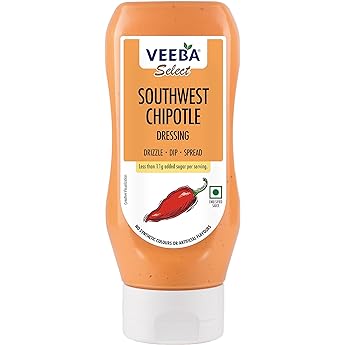 VEEBA
Select
SOUTHWEST
CHIPOTLE
DRESSING
DRIZZLE • DIP • SPREAD
Less than 1.1g added sugar per serving.
NO SYNTHETIC COLOURS OR ARTIFICIAL FLAVOURS